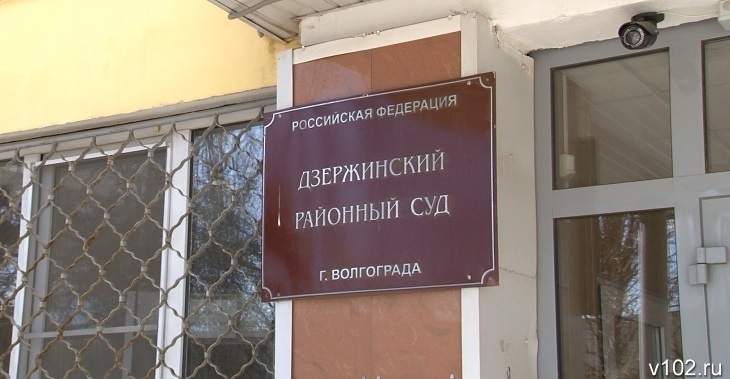 РОССИЙСКАЯ ФЕДЕРАЦИЯ
ДЗЕРЖИНСКИЙ
РАЙОННЫЙ СУД
Г. ВОЛГОГРАДА
v102.ru